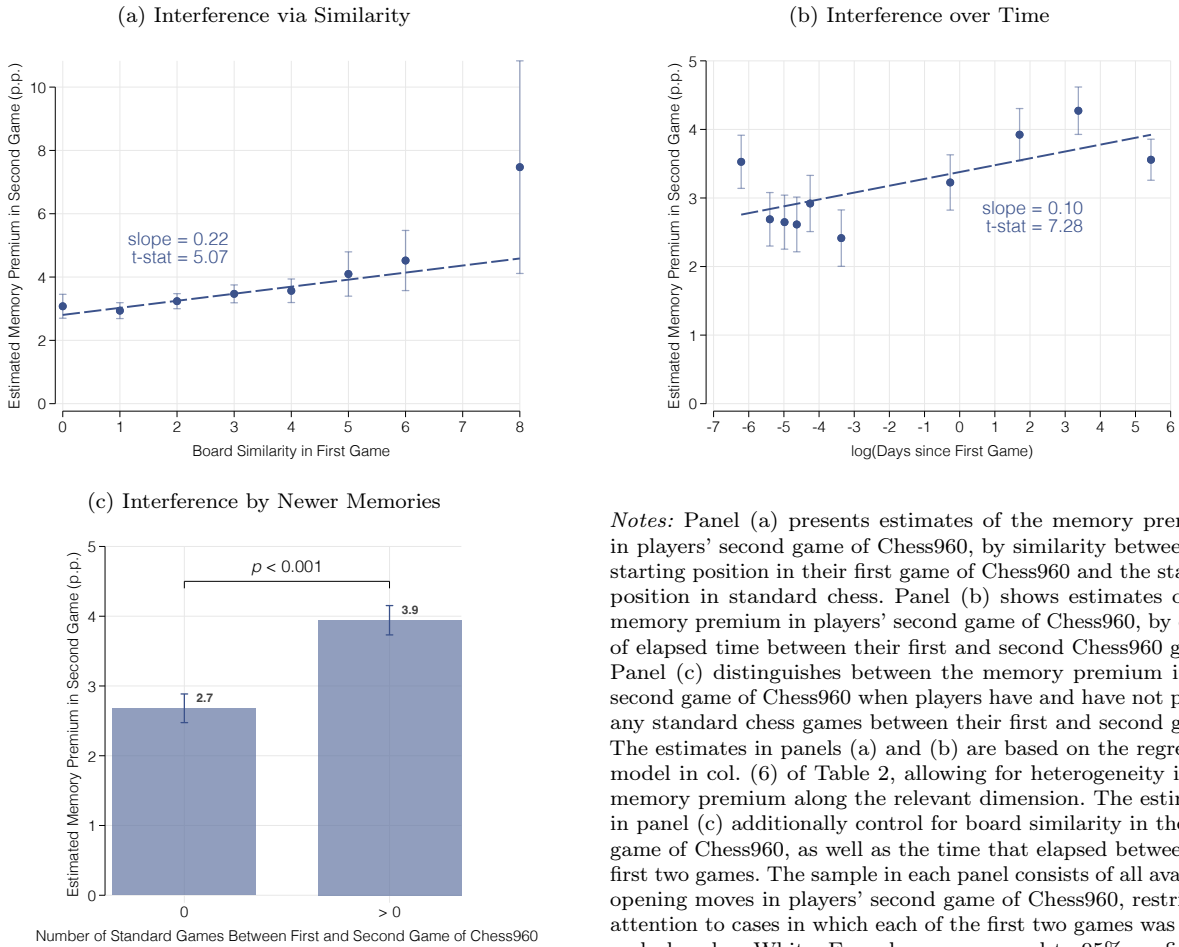 (a) Interference via Similarity
Estimated Memory Premium in Second Game (p.p.)
10
8
6
4
2
0
slope = 0.22
t-stat = 5.07
0 1 2 3 4 5 6 7 8
Board Similarity in First Game
(b) Interference over Time
Estimated Memory Premium in Second Game (p.p.)
5
4
3
2
1
0
slope = 0.10
t-stat = 7.28
-7 -6 -5 -4 -3 -2 -1 0 1 2 3 4 5 6
log(Days since First Game)
(c) Interference by Newer Memories
Estimated Memory Premium in Second Game (p.p.)
5
4
3
2
1
0
p < 0.001
2.7
3.9
0 > 0
Number of Standard Games Between First and Second Game of Chess960
Notes: Panel (a) presents estimates of the memory
in players' second game of Chess960, by similarity
starting position in their first game of Chess960 and the
position in standard chess. Panel (b) shows estimates
memory premium in players' second game of Chess960, by
of elapsed time between their first and second Chess960
Panel (c) distinguishes between the memory premium
second game of Chess960 when players have and have not
any standard chess games between their first and second
The estimates in panels (a) and (b) are based on the
model in col. (6) of Table 2, allowing for heterogeneity
memory premium along the relevant dimension. The
in panel (c) additionally control for board similarity in
game of Chess960, as well as the time that elapsed
first two games. The sample in each panel consists of all
opening moves in players' second game of Chess960,
attention to cases in which each of the first two games was